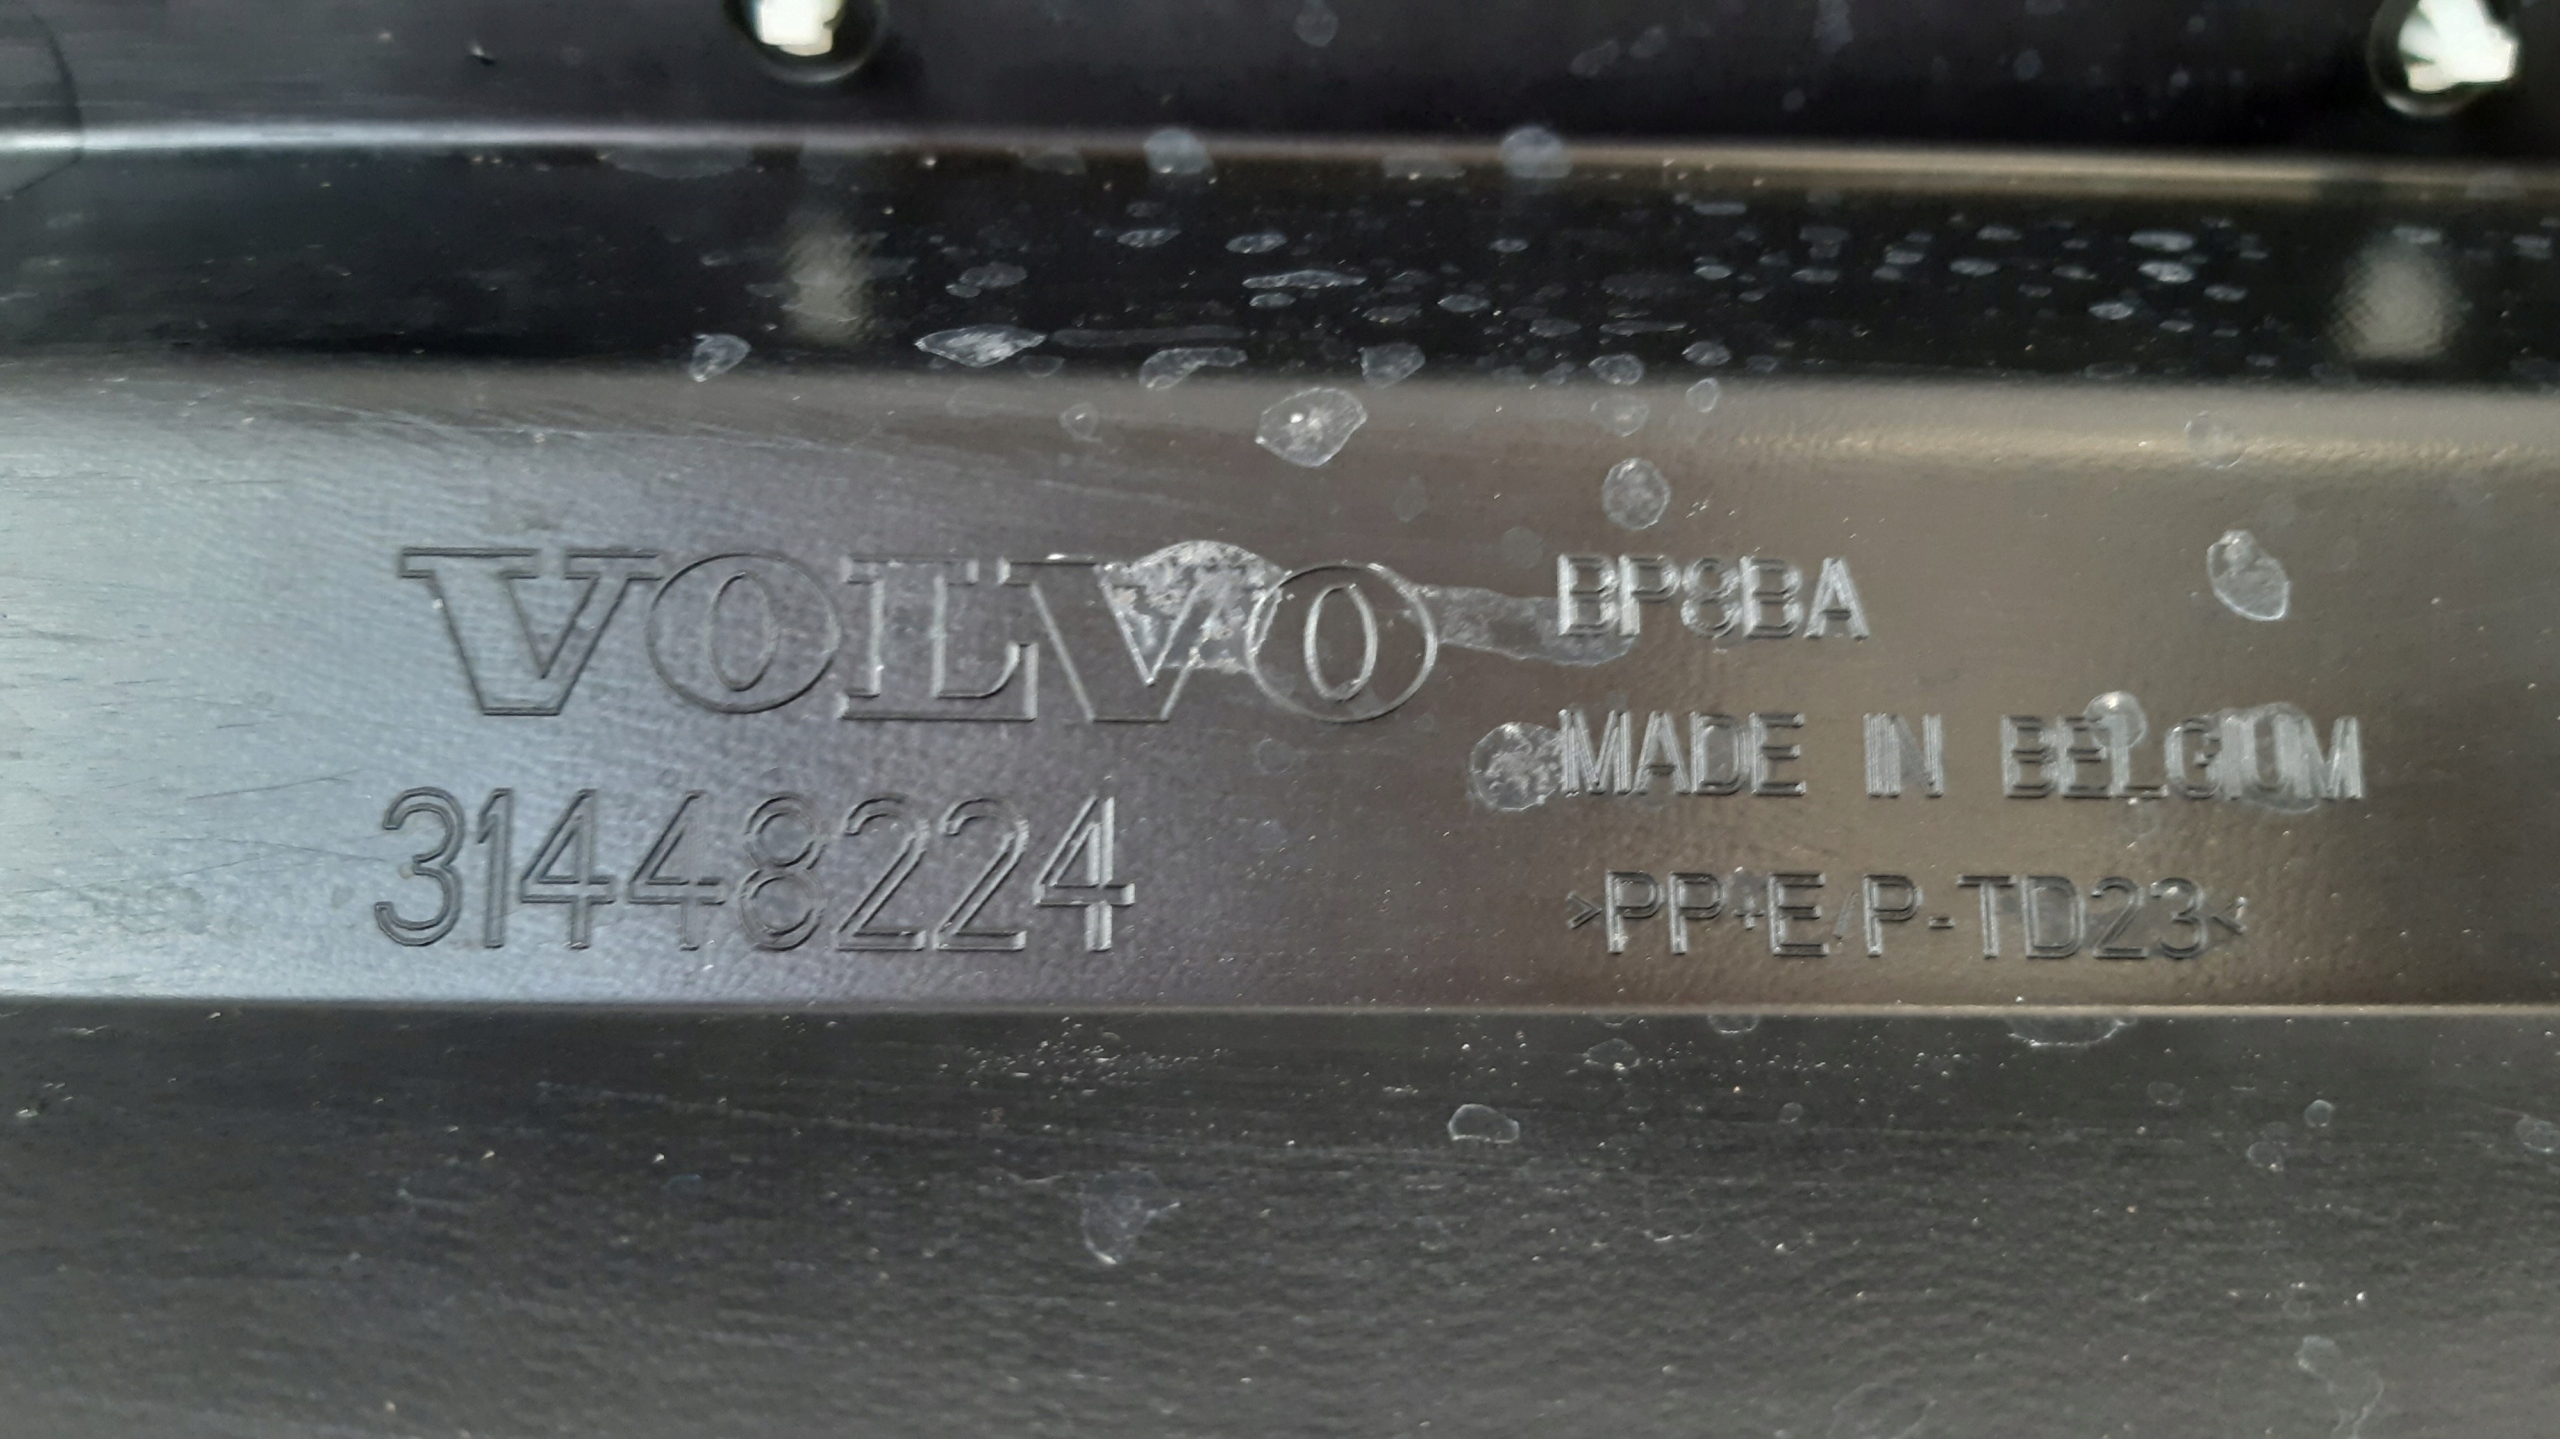 VOLVO
31448224
BP8BA
MADE IN BELGIUM
>PP+E/P-TD23<